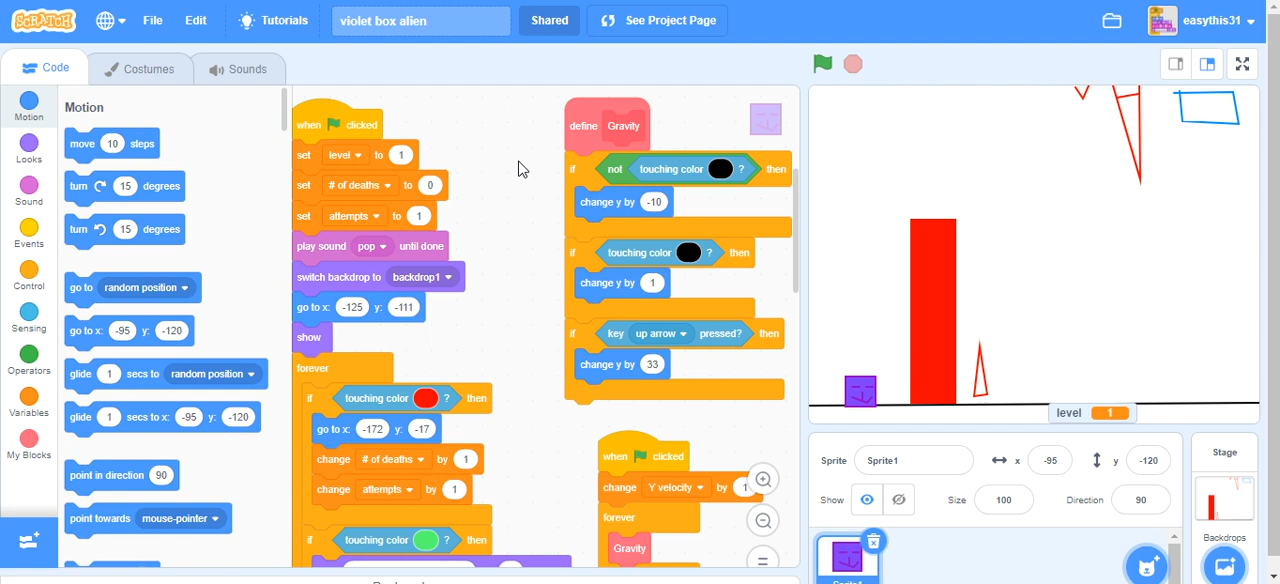 SCRATCH File Edit Tutorials violet box alien Shared See Project Page easythis31
Code Costumes Sounds
Motion
Looks
Sound
Events
Control
Sensing
Operators
Variables
My Blocks
Motion
move 10 steps
turn 15 degrees
turn 15 degrees
go to random position
go to x: -95 y: -120
glide 1 secs to random position
glide 1 secs to x: -95 y: -120
point in direction 90
point towards mouse-pointer
when clicked
set level to 1
set # of deaths to 0
set attempts to 1
play sound pop until done
switch backdrop to backdrop1
go to x: -125 y: -111
show
forever
if touching color ? then
go to x: -172 y: -17
change # of deaths by 1
change attempts by 1
if touching color ? then
define Gravity
if not touching color ? then
change y by -10
if touching color ? then
change y by 1
if key up arrow pressed? then
change y by 33
when clicked
change Y velocity by 1
forever
Gravity
level 1
Sprite Sprite1 x -95 y -120
Show Size 100 Direction 90
Sprite1
Stage
Backdrops